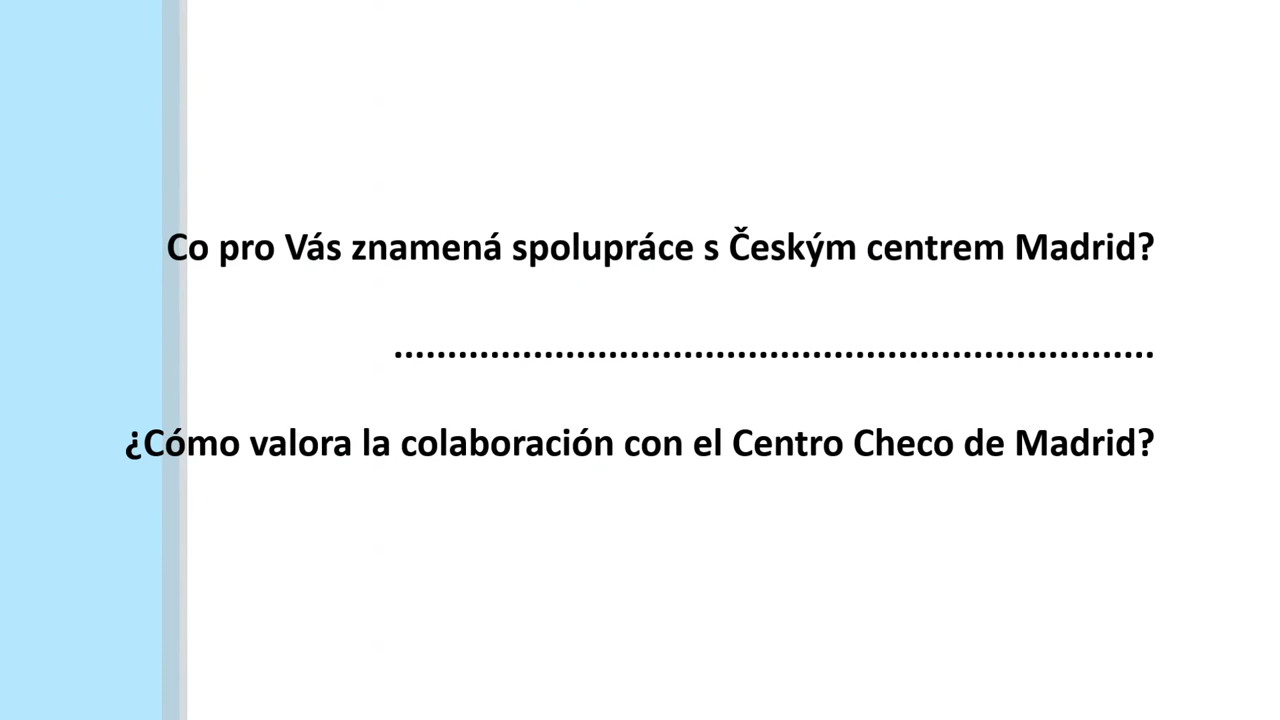 Co pro Vás znamená spolupráce s Českým centrem Madrid?
.......................................................................
¿Cómo valora la colaboración con el Centro Checo de Madrid?